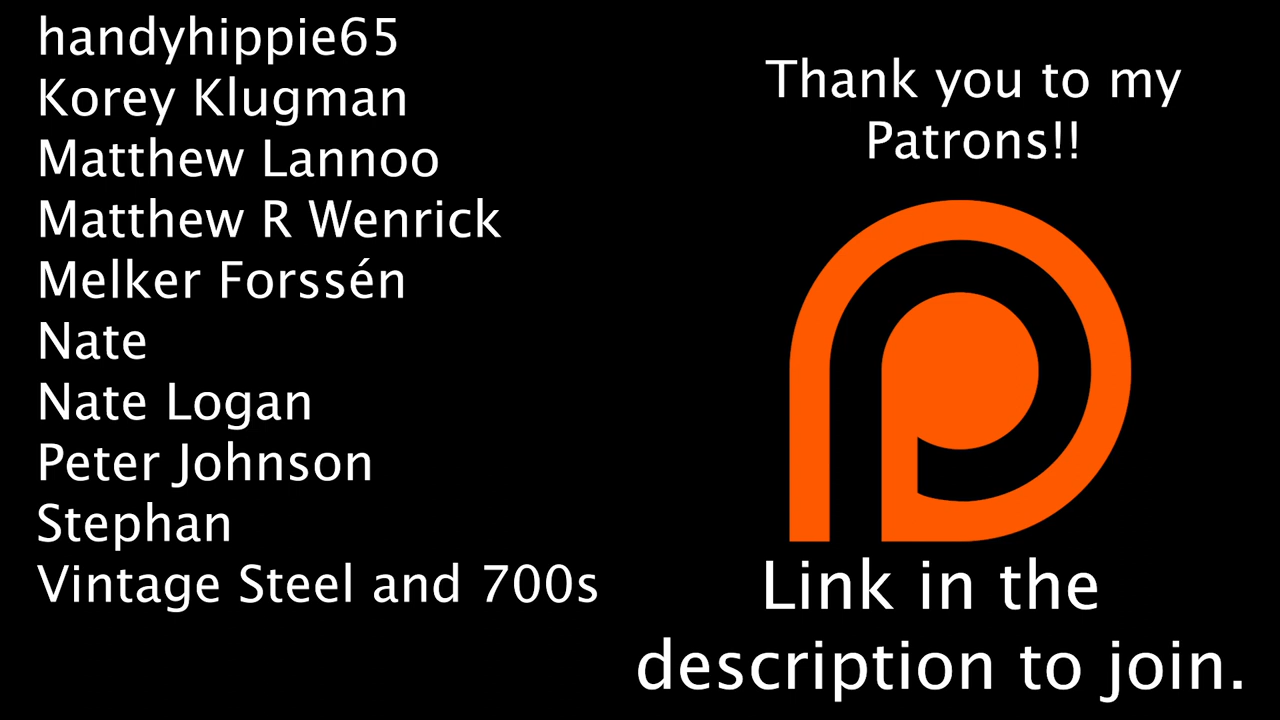 handyhippie65
Korey Klugman
Matthew Lannoo
Matthew R Wenrick
Melker Forssén
Nate
Nate Logan
Peter Johnson
Stephan
Vintage Steel and 700s
Thank you to my
Patrons!!
Link in the
description to join.